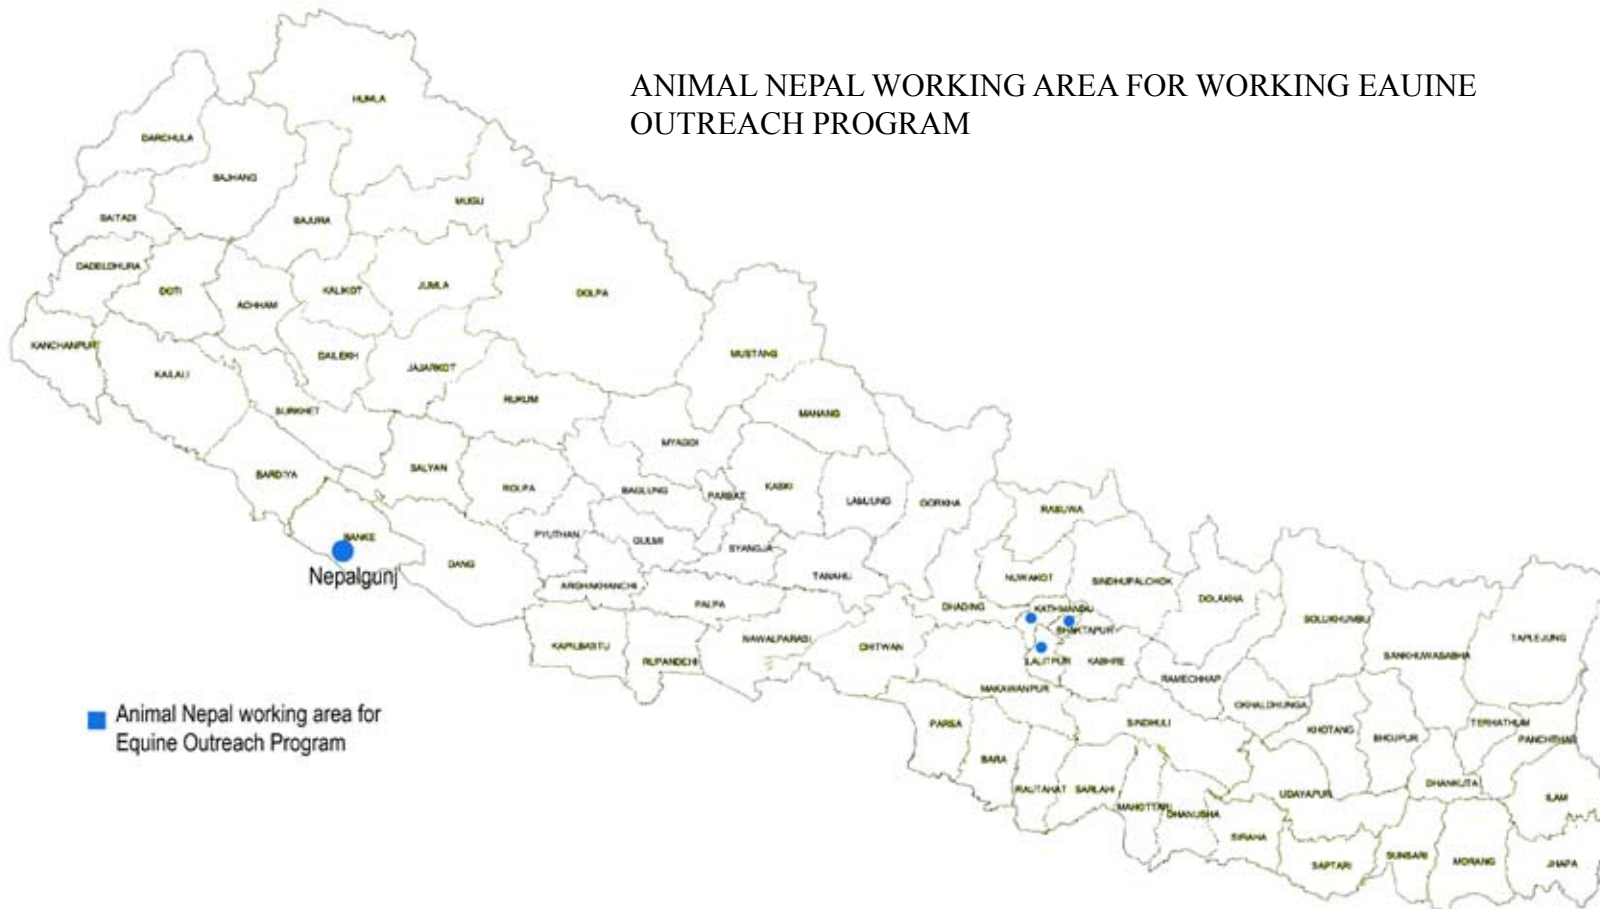 ANIMAL NEPAL WORKING AREA FOR WORKING EAUINE
OUTREACH PROGRAM
HUMLA
DARCHULA
BAJHANG
MUGU
BAITADI
BAJURA
DADELDHURA
DOTI
ACHHAM
KALIKOT
JUMLA
DOLPA
KANCHANPUR
KAILALI
DAILEKH
JAJARKOT
MUSTANG
SURKHET
RUKUM
MANANG
MYAGDI
BARDIYA
SALYAN
ROLPA
BAGLUNG
PARBAT
KASKI
LAMJUNG
GORKHA
RASUWA
BANKE
Nepalgunj
DANG
PYUTHAN
GULMI
SYANGJA
TANAHU
ARGHAKHANCHI
PALPA
NUWAKOT
SINDHUPALCHOK
DOLAKHA
DHADING
KATHMANDU
BHAKTAPUR
LALITPUR
KABHRE
SOLUKHUMBU
SANKHUWASABHA
TAPLEJUNG
KAPILBASTU
RUPANDEHI
NAWALPARASI
CHITWAN
MAKAWANPUR
RAMECHHAP
OKHALDHUNGA
KHOTANG
BHOJPUR
TERHATHUM
PANCHTHAR
Animal Nepal working area for
Equine Outreach Program
PARSA
BARA
SINDHULI
RAUTAHAT
SARLAHI
MAHOTTARI
DHANUSHA
SIRAHA
UDAYAPUR
DHANKUTA
ILAM
SAPTARI
SUNSARI
MORANG
JHAPA